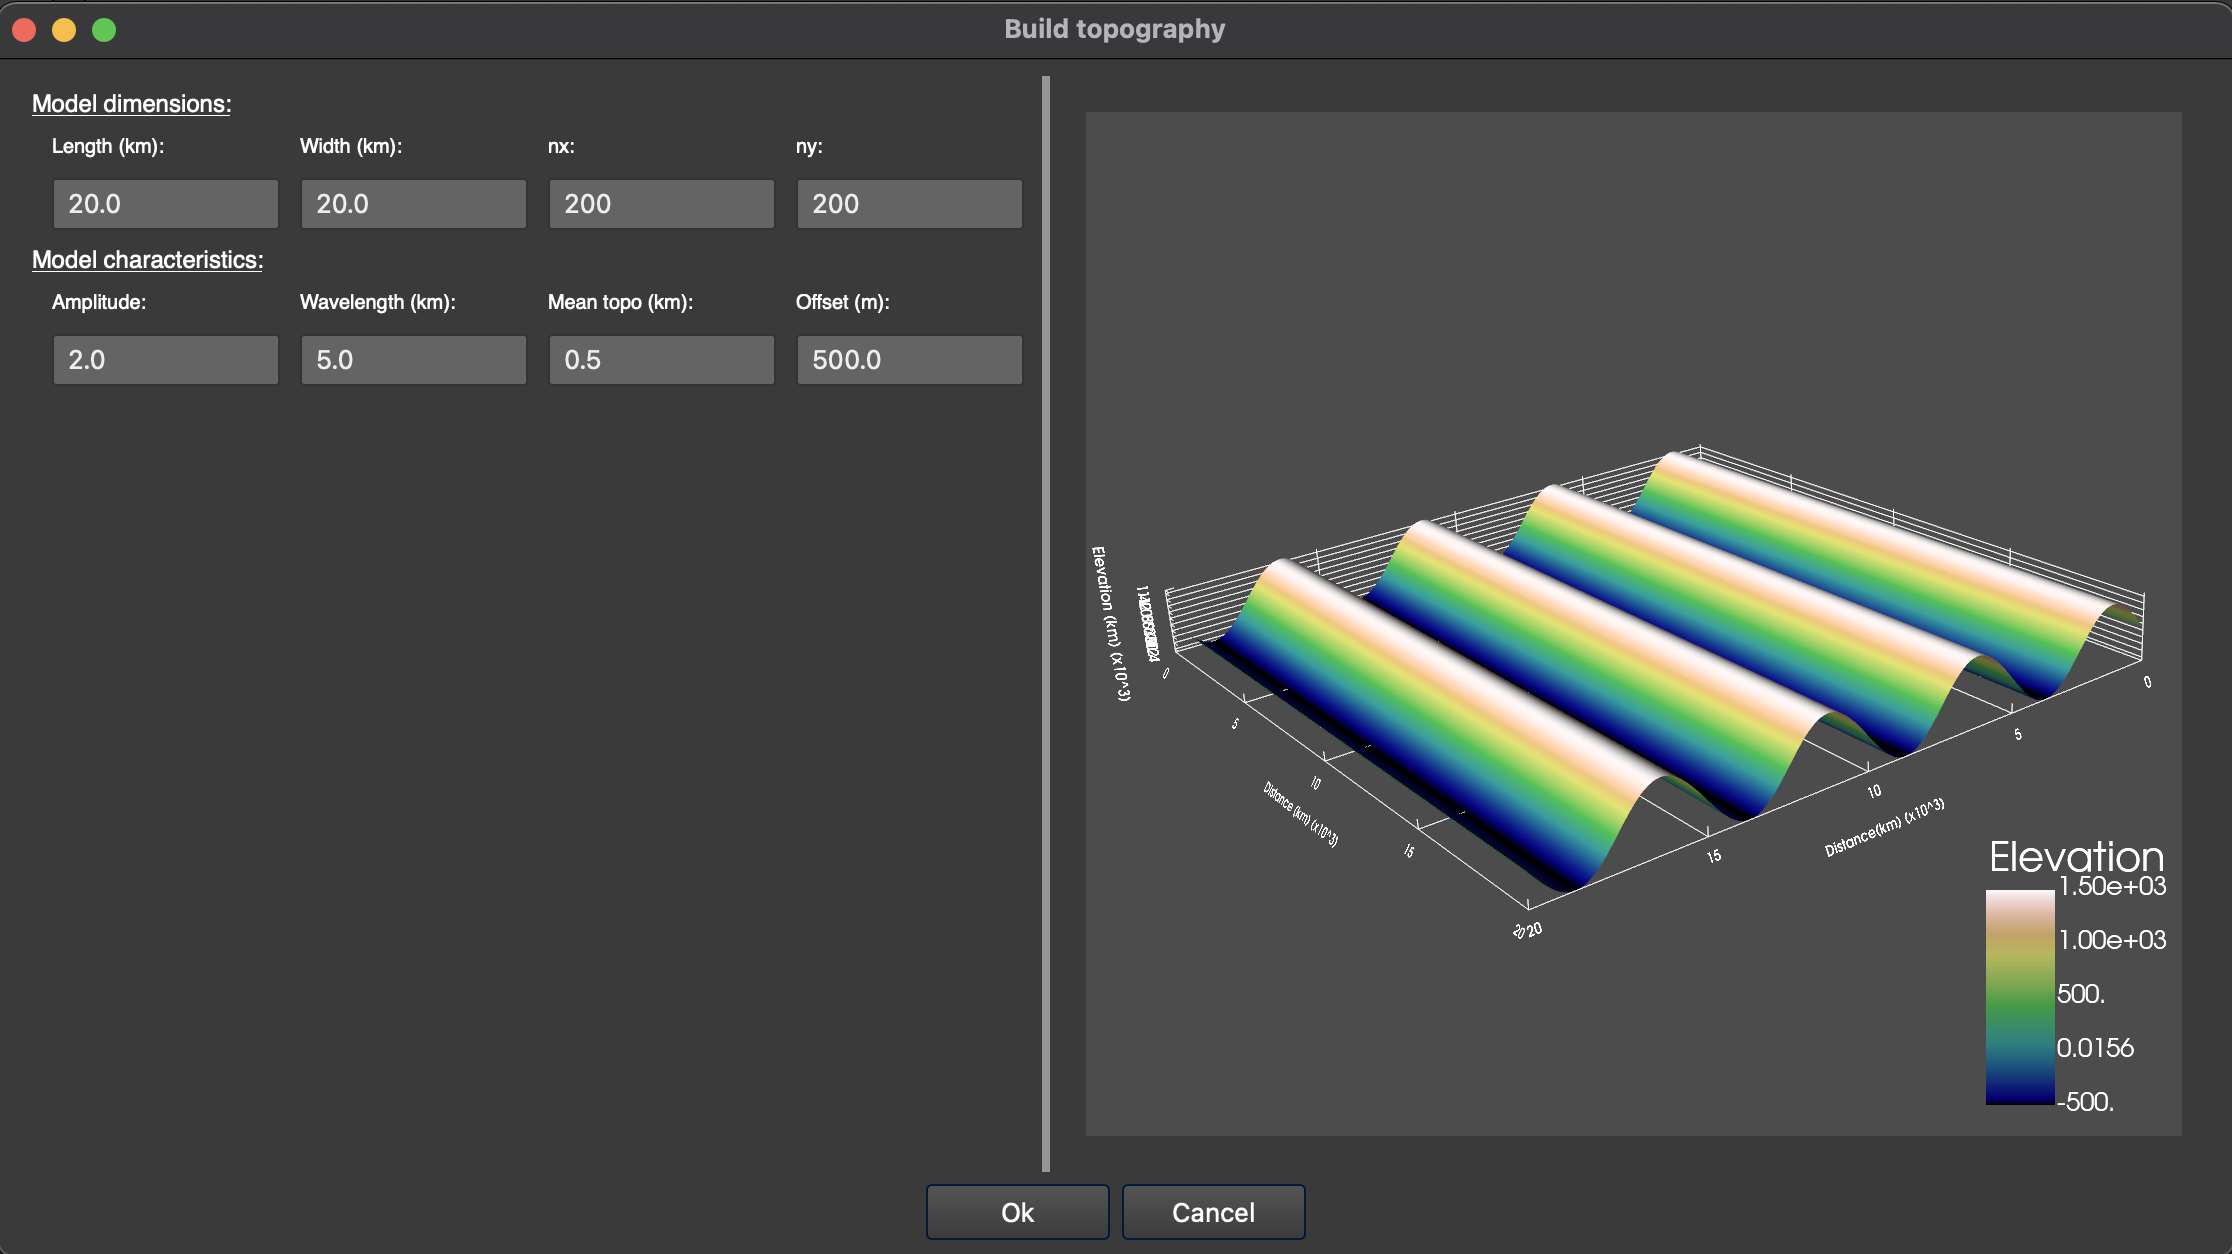 Build topography
Model dimensions:
Length (km): Width (km): nx: ny:
20.0 20.0 200 200
Model characteristics:
Amplitude: Wavelength (km): Mean topo (km): Offset (m):
2.0 5.0 0.5 500.0
Elevation (km) (x10^3)
0
5
10
15
20
Distance (km) (x10^3)
0
5
10
15
20
Distance(km) (x10^3)
Elevation
1.50e+03
1.00e+03
500.
0.0156
-500.
Ok Cancel